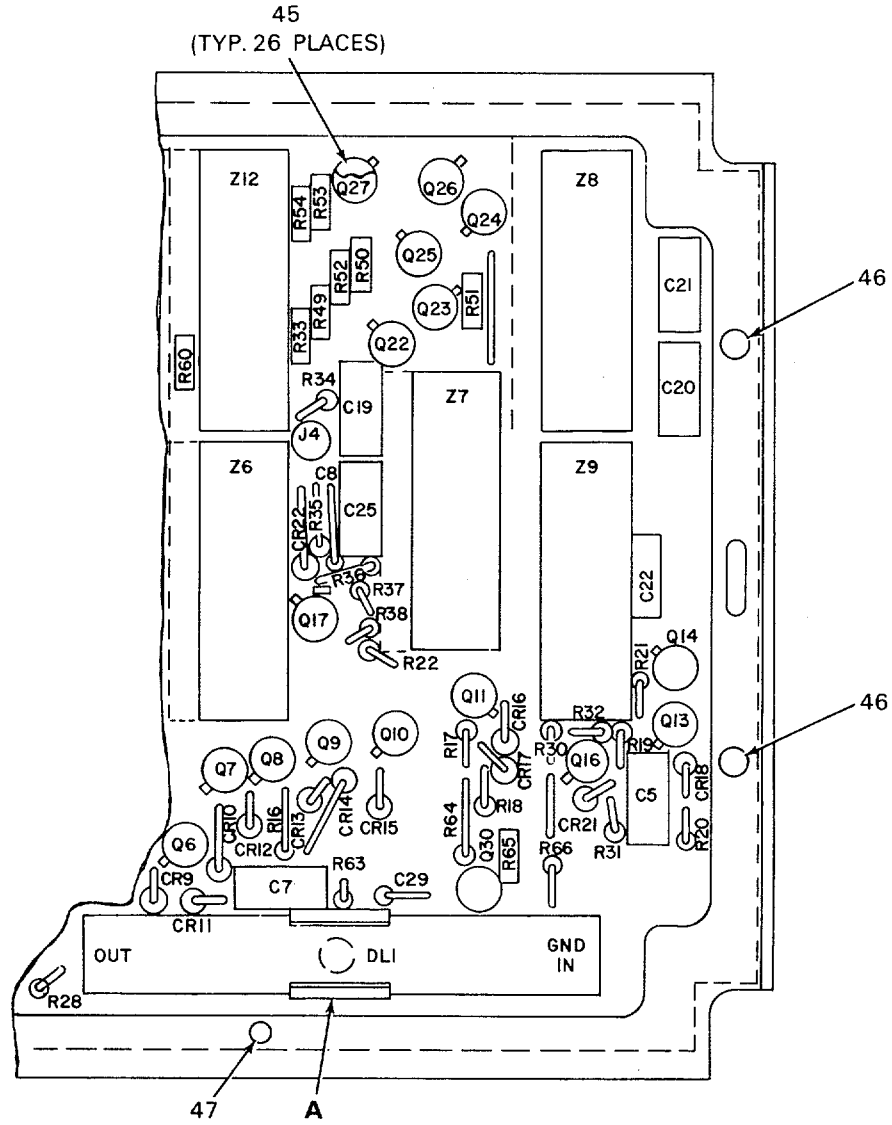 45
(TYP. 26 PLACES)
Z12
R54
R53
Q27
Q26
Q24
Z8
Q25
R52
R50
C21
46
R33
R49
Q23
R51
Q22
R60
R34
C19
Z7
C20
J4
Z6
C8
Z9
CR22
R35
C25
R36
R37
C22
Q17
R38
R22
Q14
R21
Q11
CR16
R32
Q13
46
Q10
R17
R30
R19
Q9
Q8
Q7
CR17
Q16
CR18
CR10
R16
CR13
CR14
CR15
R64
R18
CR21
C5
CR12
R31
R20
Q6
Q30
R65
R66
CR9
C7
R63
C29
CR11
OUT
DL1
GND
IN
R28
47
A